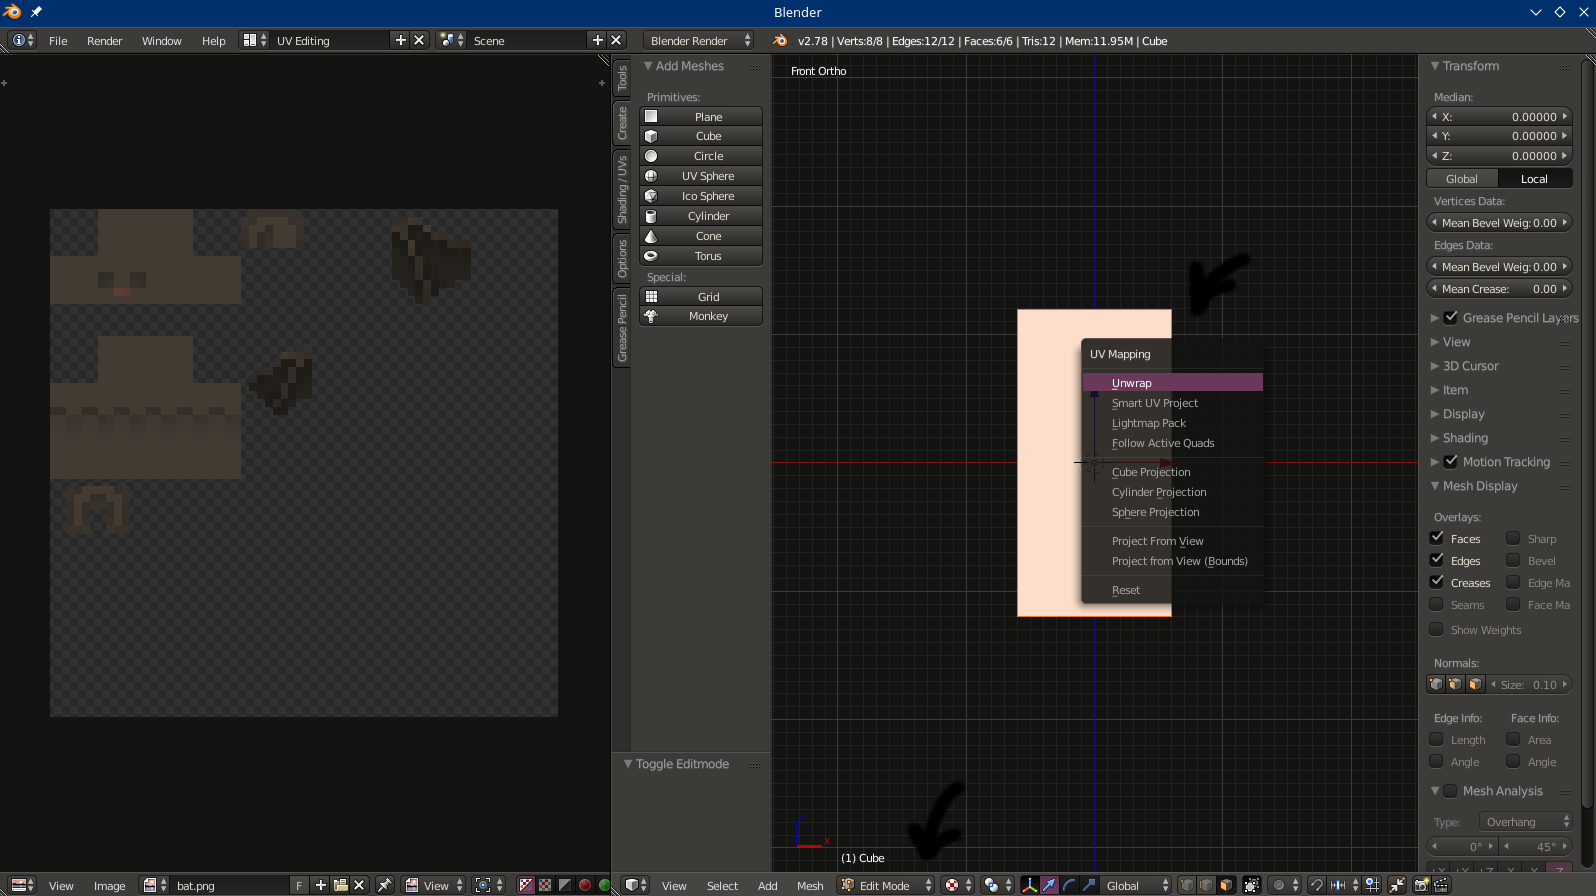 Blender
File Render Window Help UV Editing Scene Blender Render v2.78 | Verts:8/8 | Edges:12/12 | Faces:6/6 | Tris:12 | Mem:11.95M | Cube
Tools
Create
Shading / UVs
Options
Grease Pencil
Add Meshes
Primitives:
Plane
Cube
Circle
UV Sphere
Ico Sphere
Cylinder
Cone
Torus
Special:
Grid
Monkey
Toggle Editmode
Front Ortho
UV Mapping
Unwrap
Smart UV Project
Lightmap Pack
Follow Active Quads
Cube Projection
Cylinder Projection
Sphere Projection
Project From View
Project from View (Bounds)
Reset
x
(1) Cube
Transform
Median:
X: 0.00000
Y: 0.00000
Z: 0.00000
Global Local
Vertices Data:
Mean Bevel Weig: 0.00
Edges Data:
Mean Bevel Weig: 0.00
Mean Crease: 0.00
Grease Pencil Layers
View
3D Cursor
Item
Display
Shading
Motion Tracking
Mesh Display
Overlays:
Faces Sharp
Edges Bevel
Creases Edge Ma
Seams Face Ma
Show Weights
Normals:
Size: 0.10
Edge Info: Face Info:
Length Area
Angle Angle
Mesh Analysis
Type: Overhang
0° 45°
View Image bat.png F View
View Select Add Mesh Edit Mode Global